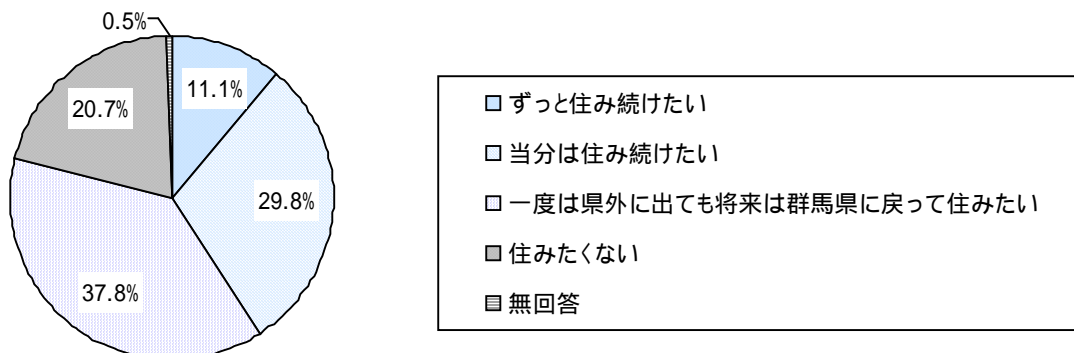 0.5%
11.1%
20.7%
29.8%
37.8%
ずっと住み続けたい
当分は住み続けたい
一度は県外に出ても将来は群馬県に戻って住みたい
住みたくない
無回答